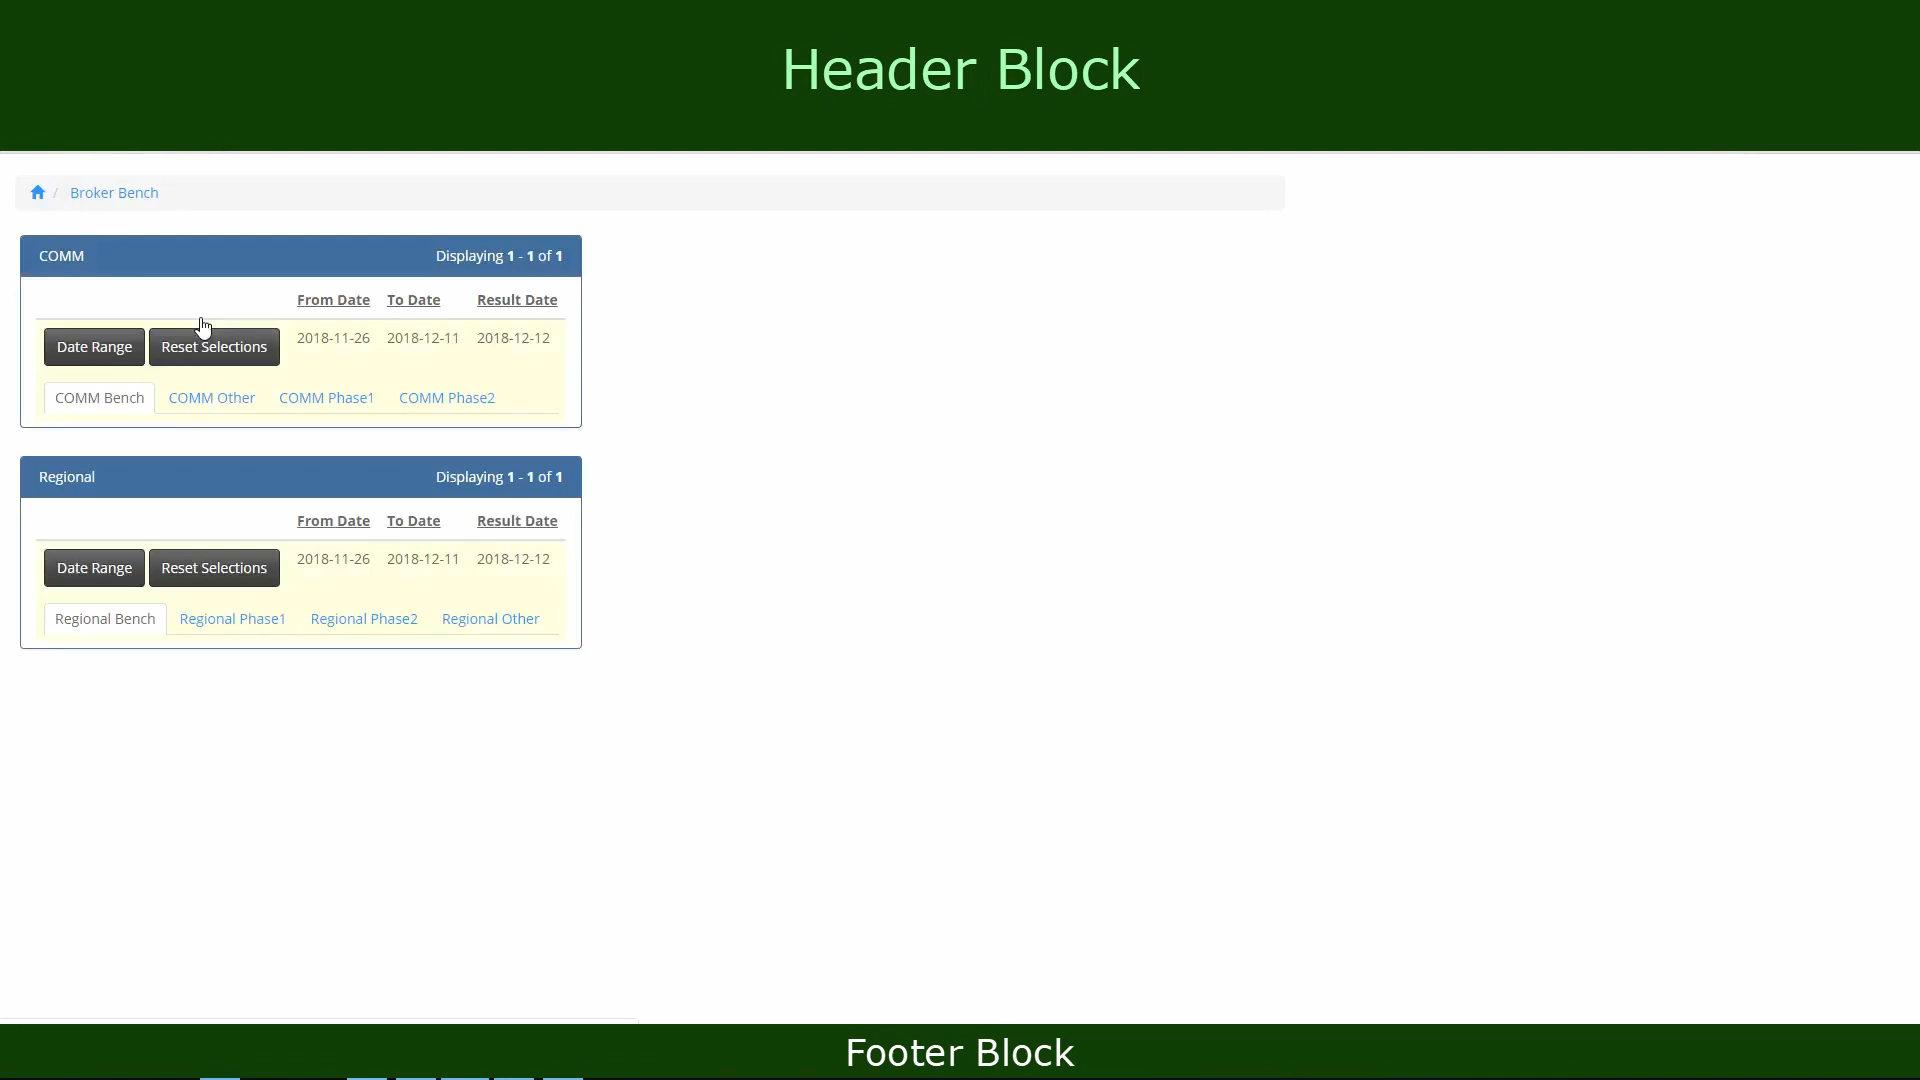 Header Block
/ Broker Bench
COMM Displaying 1 - 1 of 1
From Date To Date Result Date
Date Range Reset Selections 2018-11-26 2018-12-11 2018-12-12
COMM Bench COMM Other COMM Phase1 COMM Phase2
Regional Displaying 1 - 1 of 1
From Date To Date Result Date
Date Range Reset Selections 2018-11-26 2018-12-11 2018-12-12
Regional Bench Regional Phase1 Regional Phase2 Regional Other
Footer Block